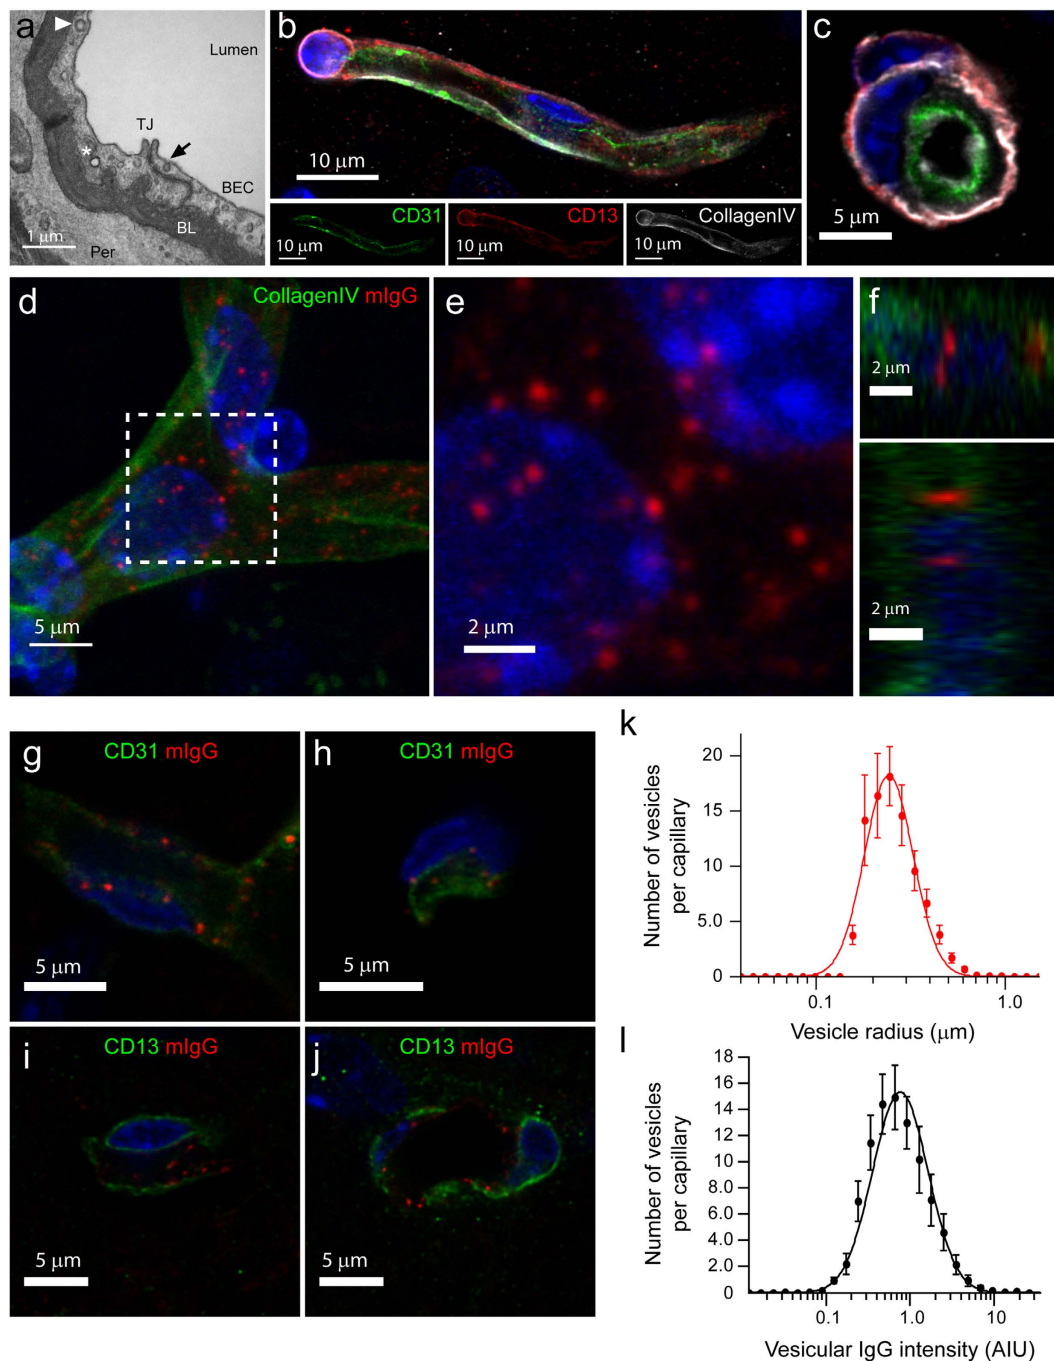 a
Lumen
TJ
*
BEC
BL
1 μm
Per
b
10 μm
CD31
10 μm
CD13
10 μm
CollagenIV
10 μm
c
5 μm
d
CollagenIV mIgG
5 μm
e
2 μm
f
2 μm
2 μm
g
CD31 mIgG
5 μm
h
CD31 mIgG
5 μm
i
CD13 mIgG
5 μm
j
CD13 mIgG
5 μm
k
Number of vesicles
per capillary
20
15
10
5.0
0
0.1
1.0
Vesicle radius (μm)
l
Number of vesicles
per capillary
18
16
14
12
10
8.0
6.0
4.0
2.0
0
0.1
1.0
10
Vesicular IgG intensity (AIU)